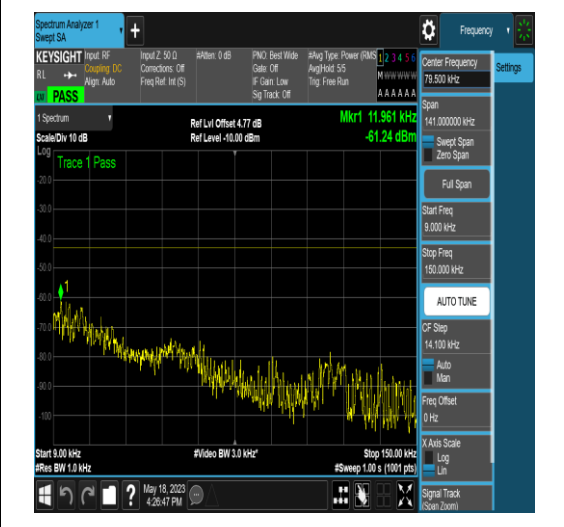 Spectrum Analyzer 1
Swept SA
+
Frequency
KEYSIGHT
RL
Input: RF
Coupling: DC
Align: Auto
Input Z: 50 Ω
Corrections: Off
Freq Ref: Int (S)
#Atten: 0 dB
PNO: Best Wide
Gate: Off
IF Gain: Low
Sig Track: Off
#Avg Type: Power (RMS
Avg|Hold: 5/5
Trig: Free Run
1 2 3 4 5 6
M W W W W W
A A A A A A
PASS
1 Spectrum
Scale/Div 10 dB
Ref Lvl Offset 4.77 dB
Ref Level -10.00 dBm
Mkr1 11.961 kHz
-61.24 dBm
Log
Trace 1 Pass
-20.0
-30.0
-40.0
-50.0
-60.0
-70.0
-80.0
-90.0
-100
1
Start 9.00 kHz
#Res BW 1.0 kHz
#Video BW 3.0 kHz*
Stop 150.00 kHz
#Sweep 1.00 s (1001 pts)
?
May 18, 2023
4:26:47 PM
Center Frequency
79.500 kHz
Settings
Span
141.000000 kHz
Swept Span
Zero Span
Full Span
Start Freq
9.000 kHz
Stop Freq
150.000 kHz
AUTO TUNE
CF Step
14.100 kHz
Auto
Man
Freq Offset
0 Hz
X Axis Scale
Log
Lin
Signal Track
(Span Zoom)